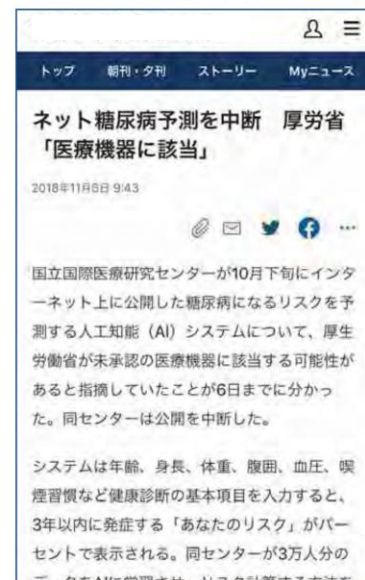 トップ 朝刊・夕刊 ストーリー Myニュース
ネット糖尿病予測を中断 厚労省
「医療機器に該当」
2018年11月6日 9:43
国立国際医療研究センターが10月下旬にインタ
ーネット上に公開した糖尿病になるリスクを予
測する人工知能（AI）システムについて、厚生
労働省が未承認の医療機器に該当する可能性が
あると指摘していたことが6日までに分かっ
た。同センターは公開を中断した。
システムは年齢、身長、体重、腹囲、血圧、喫
煙習慣など健康診断の基本項目を入力すると、
3年以内に発症する「あなたのリスク」がパー
セントで表示される。同センターが3万人分の